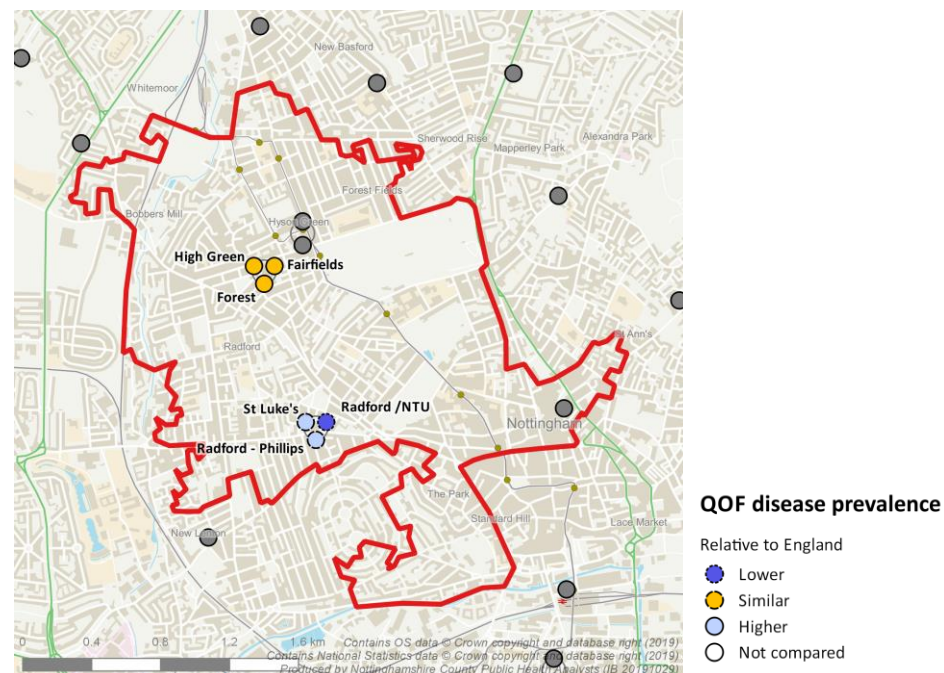 New Basford
Whitemoor
Sherwood Rise
Alexandra Park
Mapperley Park
Forest Fields
Bobbers Mill
Hyson Green
High Green
Fairfields
Forest
St Ann's
Radford
St Luke's
Radford /NTU
Nottingham
Radford - Phillips
The Park
Standard Hill
Lace Market
New Lenton
QOF disease prevalence
Relative to England
Lower
Similar
Higher
Not compared
0 0.4 0.8 1.2 1.6 km
Contains OS data © Crown copyright and database right (2019)
Contains National Statistics data © Crown copyright and database right (2019)
Produced by Nottinghamshire County Public Health Analysts (IB 20191029)